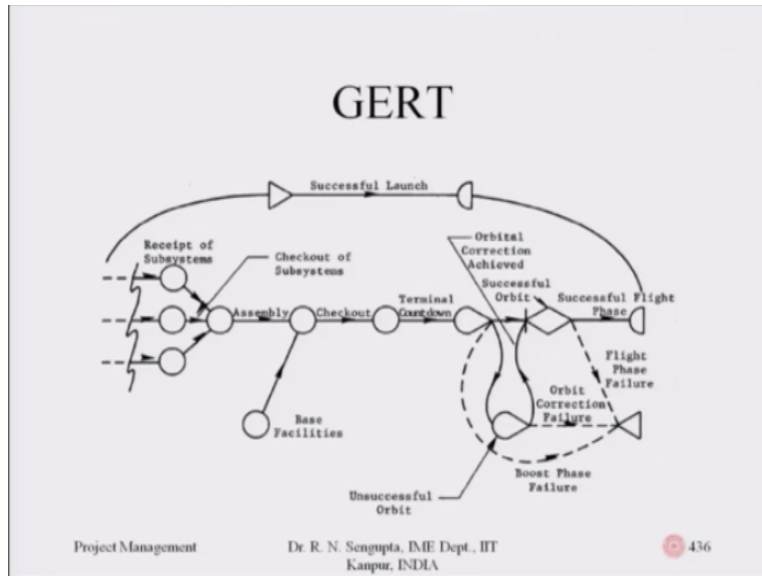 GERT
Successful Launch
Receipt of
Subsystems
Checkout of
Subsystems
Orbital
Correction
Achieved
Successful
Orbit
Successful Flight
Phase
Assembly
Checkout
Terminal
Countdown
Flight
Phase
Failure
Orbit
Correction
Failure
Base
Facilities
Boost Phase
Failure
Unsuccessful
Orbit
Project Management
Dr. R. N. Sengupta, IME Dept., IIT
Kanpur, INDIA
436